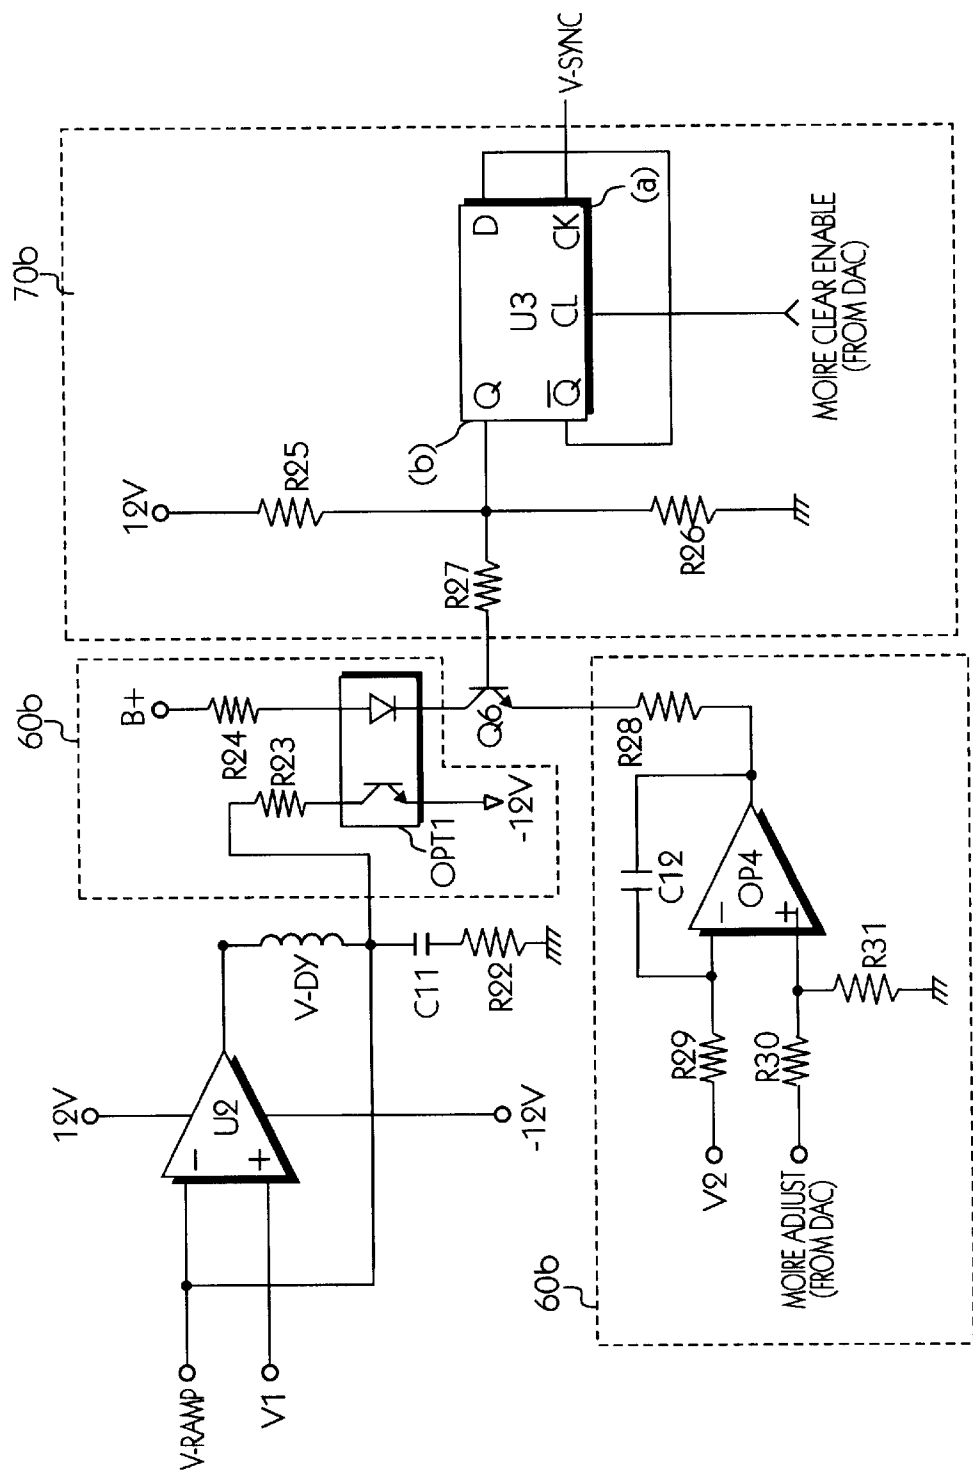 70b
V-SYNC
12V
R25
(b)
Q
D
U3
Q
CL
CK
(a)
R27
R26
MOIRE CLEAR ENABLE
(FROM DAC)
60b
B+
R24
R23
OPT1
-12V
Q6
12V
U2
−
+
-12V
V-DY
C11
R22
V-RAMP
V1
60b
R28
C12
OP4
−
+
R29
R30
R31
V2
MOIRE ADJUST
(FROM DAC)